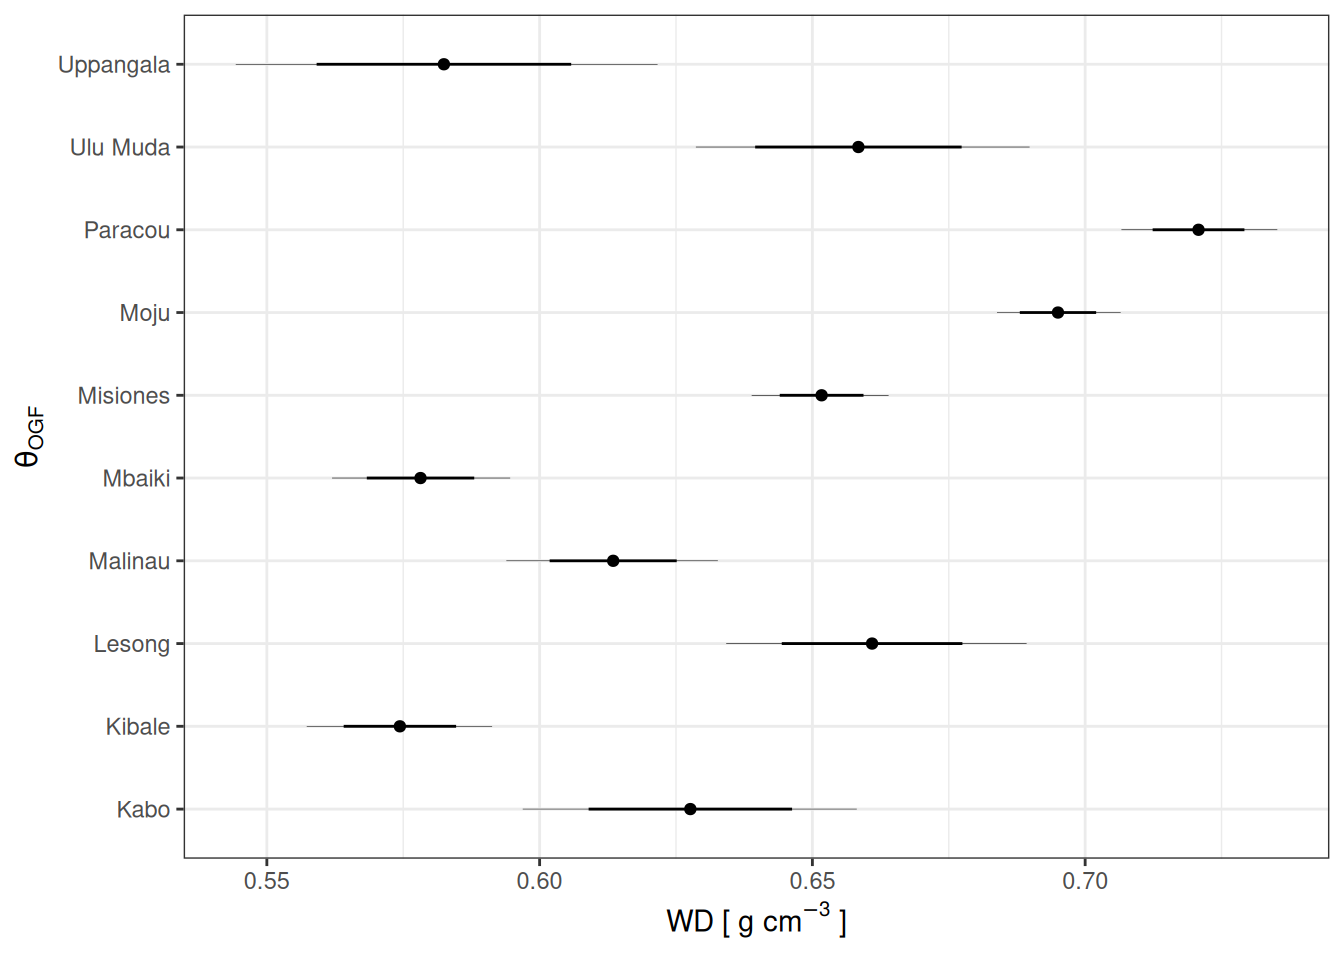 Uppangala
Ulu Muda
Paracou
Moju
Misiones
Mbaiki
Malinau
Lesong
Kibale
Kabo
θOGF
0.55 0.60 0.65 0.70
WD [ g cm−3 ]